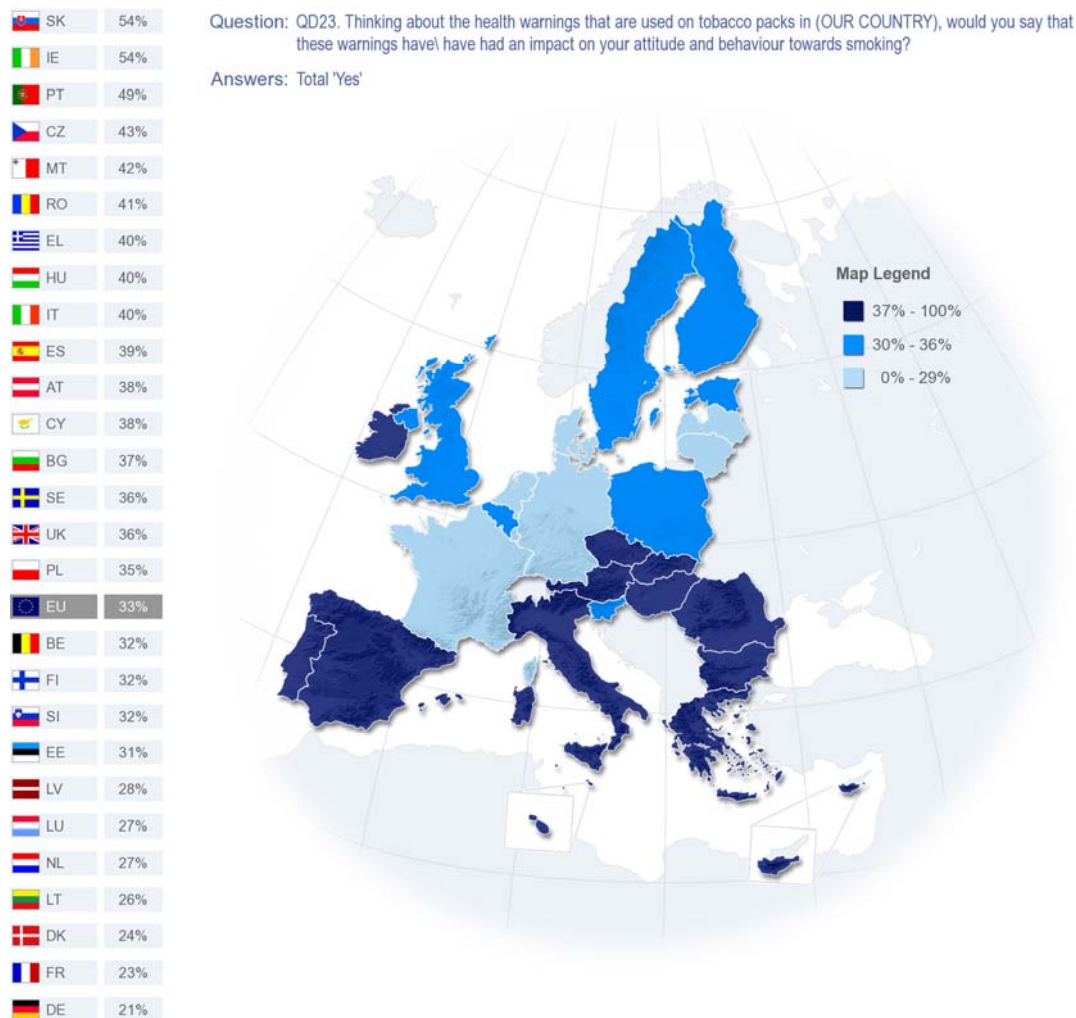 Question: QD23. Thinking about the health warnings that are used on tobacco packs in (OUR COUNTRY), would you say that
these warnings have\ have had an impact on your attitude and behaviour towards smoking?
Answers: Total 'Yes'
SK 54%
IE 54%
PT 49%
CZ 43%
MT 42%
RO 41%
EL 40%
HU 40%
IT 40%
ES 39%
AT 38%
CY 38%
BG 37%
SE 36%
UK 36%
PL 35%
EU 33%
BE 32%
FI 32%
SI 32%
EE 31%
LV 28%
LU 27%
NL 27%
LT 26%
DK 24%
FR 23%
DE 21%
Map Legend
37% - 100%
30% - 36%
0% - 29%